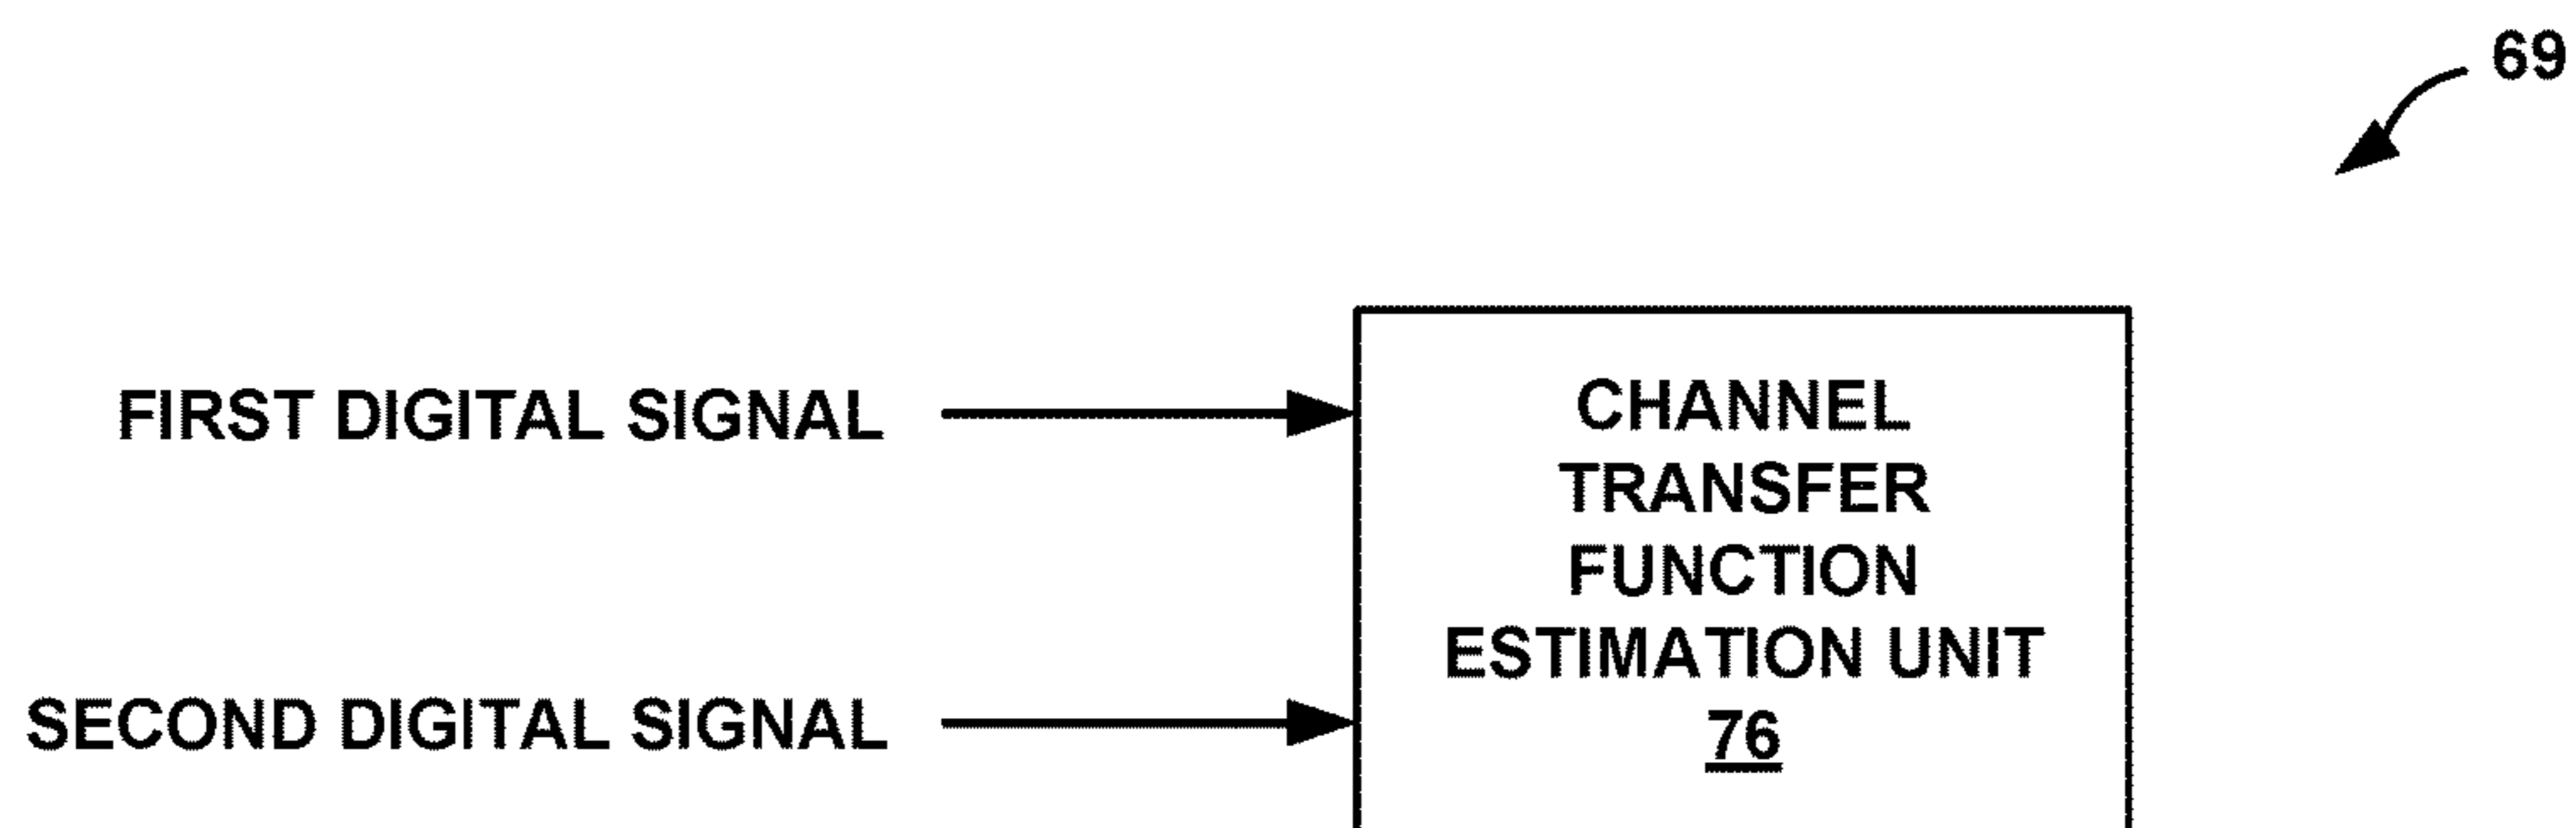 69
FIRST DIGITAL SIGNAL
SECOND DIGITAL SIGNAL
CHANNEL
TRANSFER
FUNCTION
ESTIMATION UNIT
76